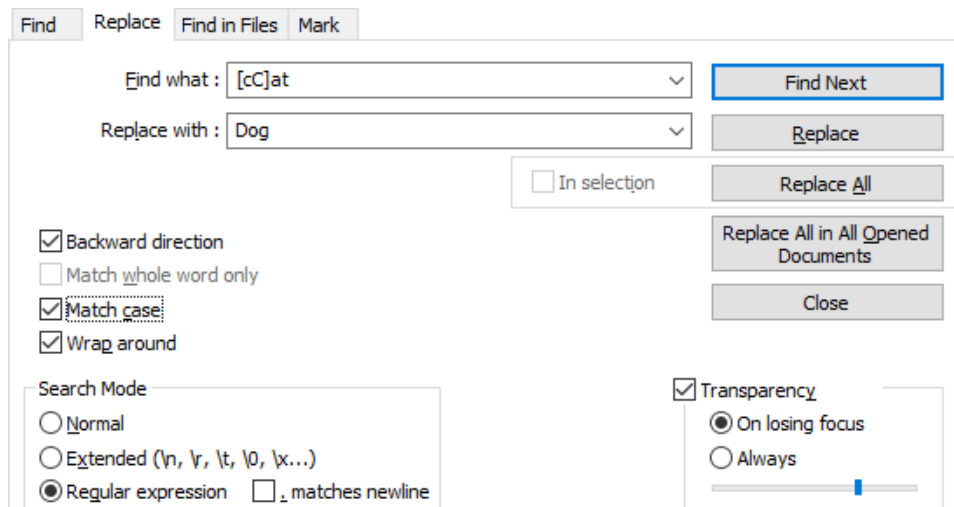 Find Replace Find in Files Mark
Find what : [cC]at Find Next
Replace with : Dog Replace
In selection Replace All
Backward direction Replace All in All Opened
Match whole word only Documents
Match case Close
Wrap around
Search Mode Transparency
Normal On losing focus
Extended (\n, \r, \t, \0, \x...) Always
Regular expression . matches newline